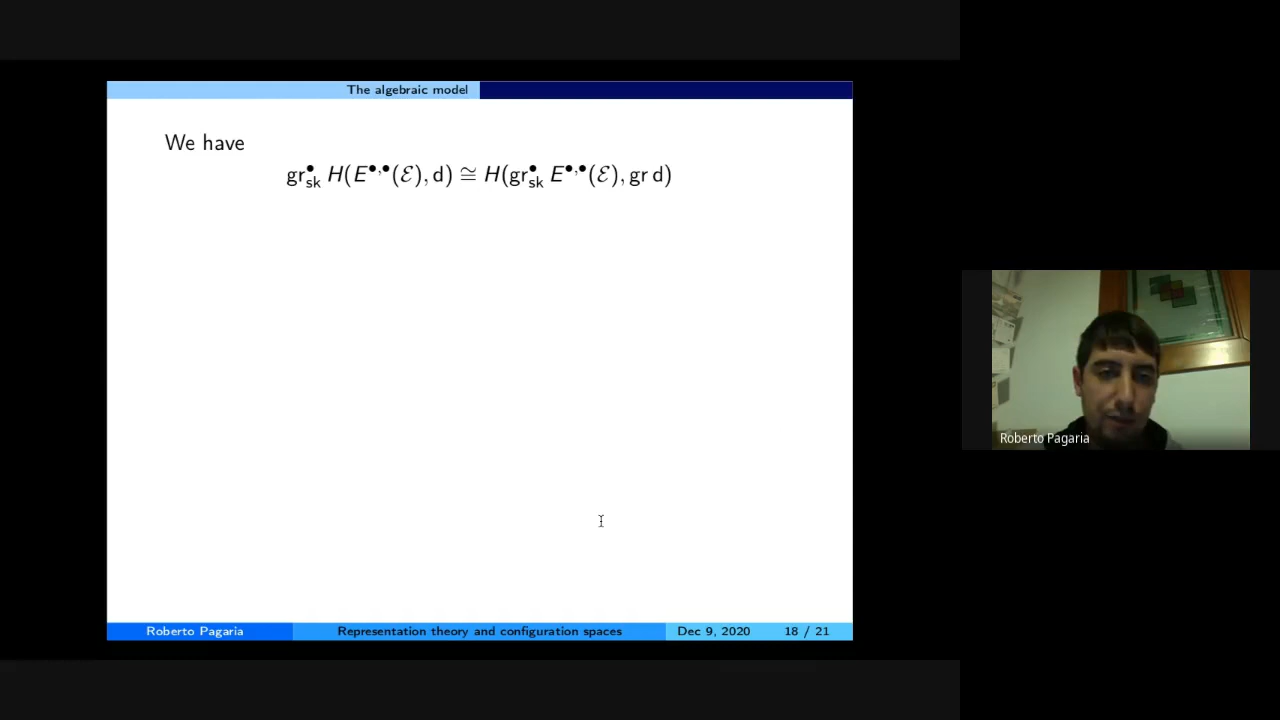 The algebraic model
We have
gr•sk H(E•,•(ℰ), d) ≅ H(gr•sk E•,•(ℰ), gr d)
Roberto Pagaria
Roberto Pagaria Representation theory and configuration spaces Dec 9, 2020 18 / 21